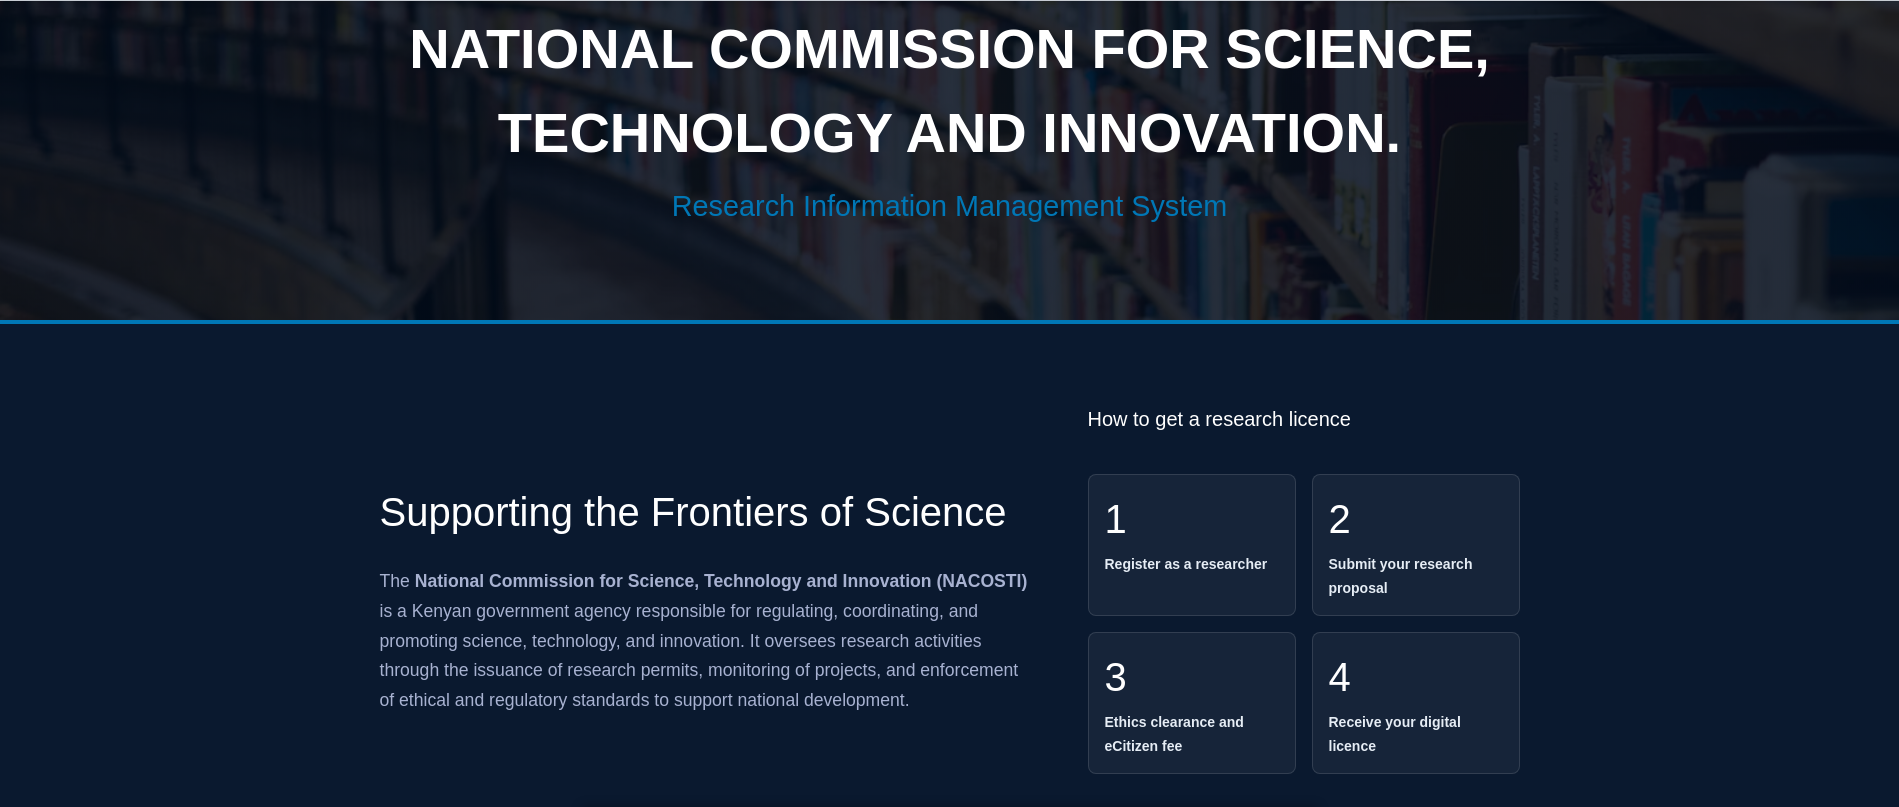 NATIONAL COMMISSION FOR SCIENCE,
TECHNOLOGY AND INNOVATION.
Research Information Management System
Supporting the Frontiers of Science
The National Commission for Science, Technology and Innovation (NACOSTI)
is a Kenyan government agency responsible for regulating, coordinating, and
promoting science, technology, and innovation. It oversees research activities
through the issuance of research permits, monitoring of projects, and enforcement
of ethical and regulatory standards to support national development.
How to get a research licence
1
Register as a researcher
2
Submit your research
proposal
3
Ethics clearance and
eCitizen fee
4
Receive your digital
licence